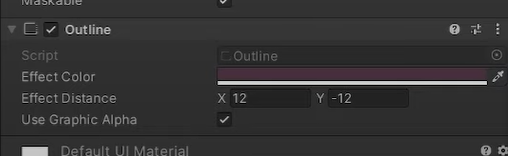 Maskable
Outline
Script Outline
Effect Color
Effect Distance X 12 Y -12
Use Graphic Alpha
Default UI Material